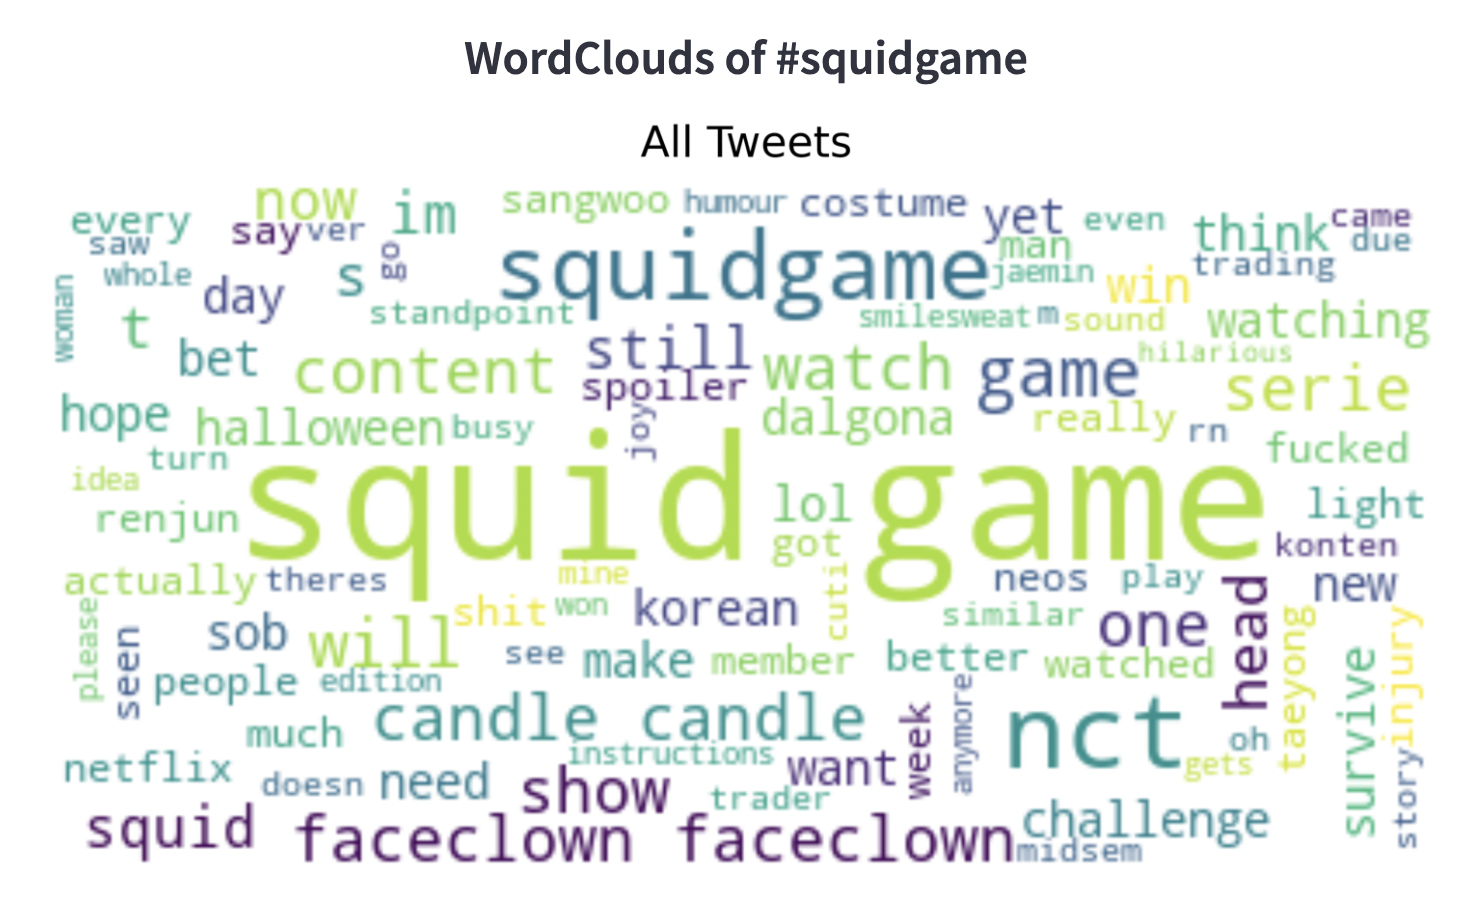 WordClouds of #squidgame
All Tweets
every now im sangwoo humour costume yet even think came
saw say ver go squidgame man jaemin trading due
woman whole day s standpoint smilesweat m sound win watching
t bet content still spoiler watch game hilarious serie
hope halloween busy joy dalgona really rn fucked
idea turn squid game light
renjun lol got konten
actually theres mine cuti neos play head new
please seen sob will shit won korean similar one taeyong injury
people edition see make member better watched survive
much candle candle week anymore nct oh story
netflix doesn need instructions want gets
squid show trader challenge
faceclown faceclown midsem